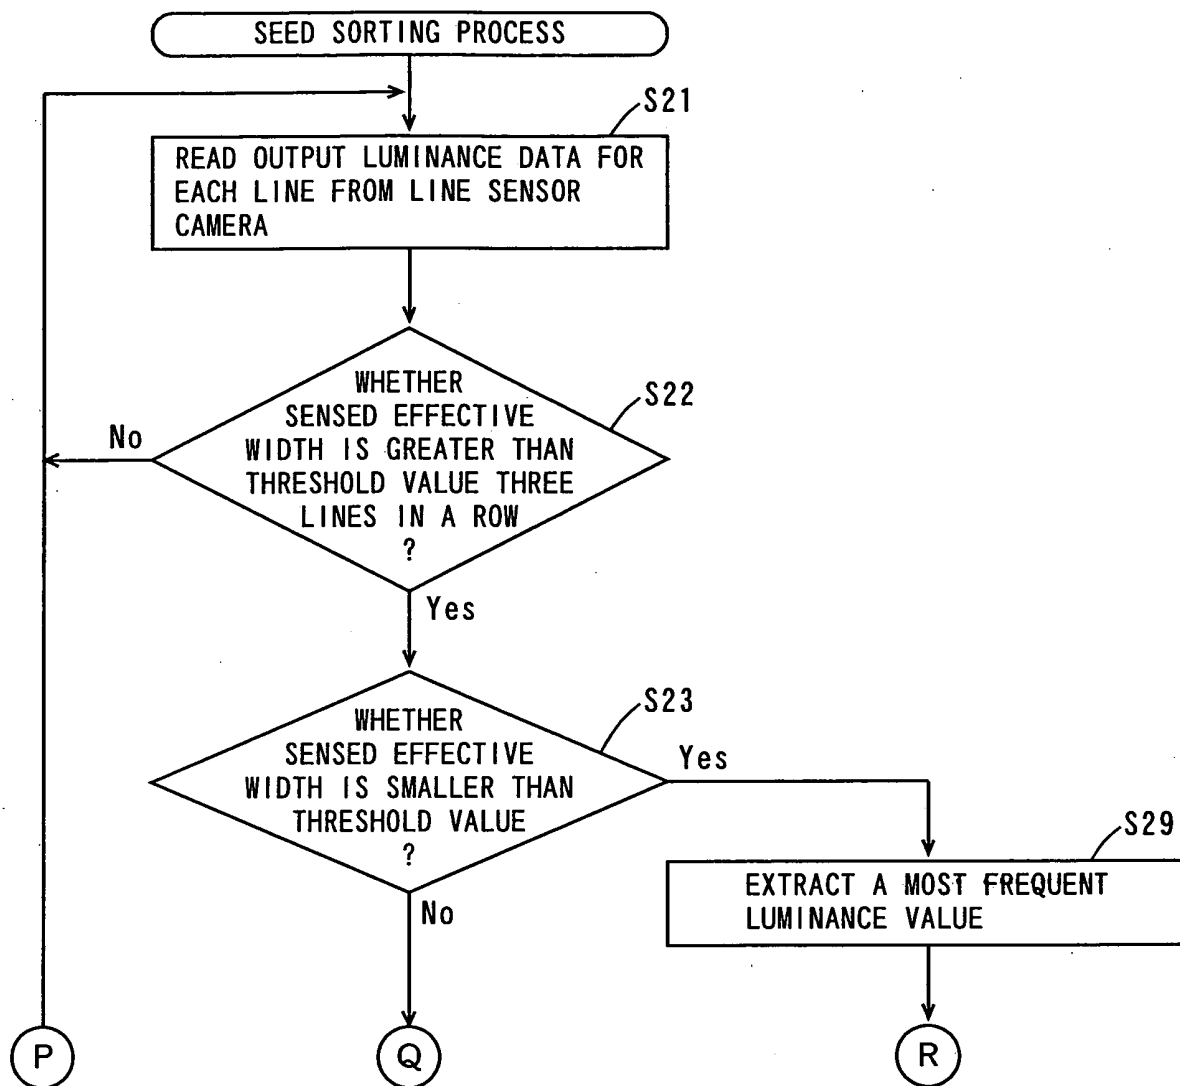 SEED SORTING PROCESS
S21
READ OUTPUT LUMINANCE DATA FOR
EACH LINE FROM LINE SENSOR
CAMERA
S22
WHETHER
SENSED EFFECTIVE
WIDTH IS GREATER THAN
THRESHOLD VALUE THREE
LINES IN A ROW
?
No
Yes
S23
WHETHER
SENSED EFFECTIVE
WIDTH IS SMALLER THAN
THRESHOLD VALUE
?
Yes
No
S29
EXTRACT A MOST FREQUENT
LUMINANCE VALUE
P
Q
R